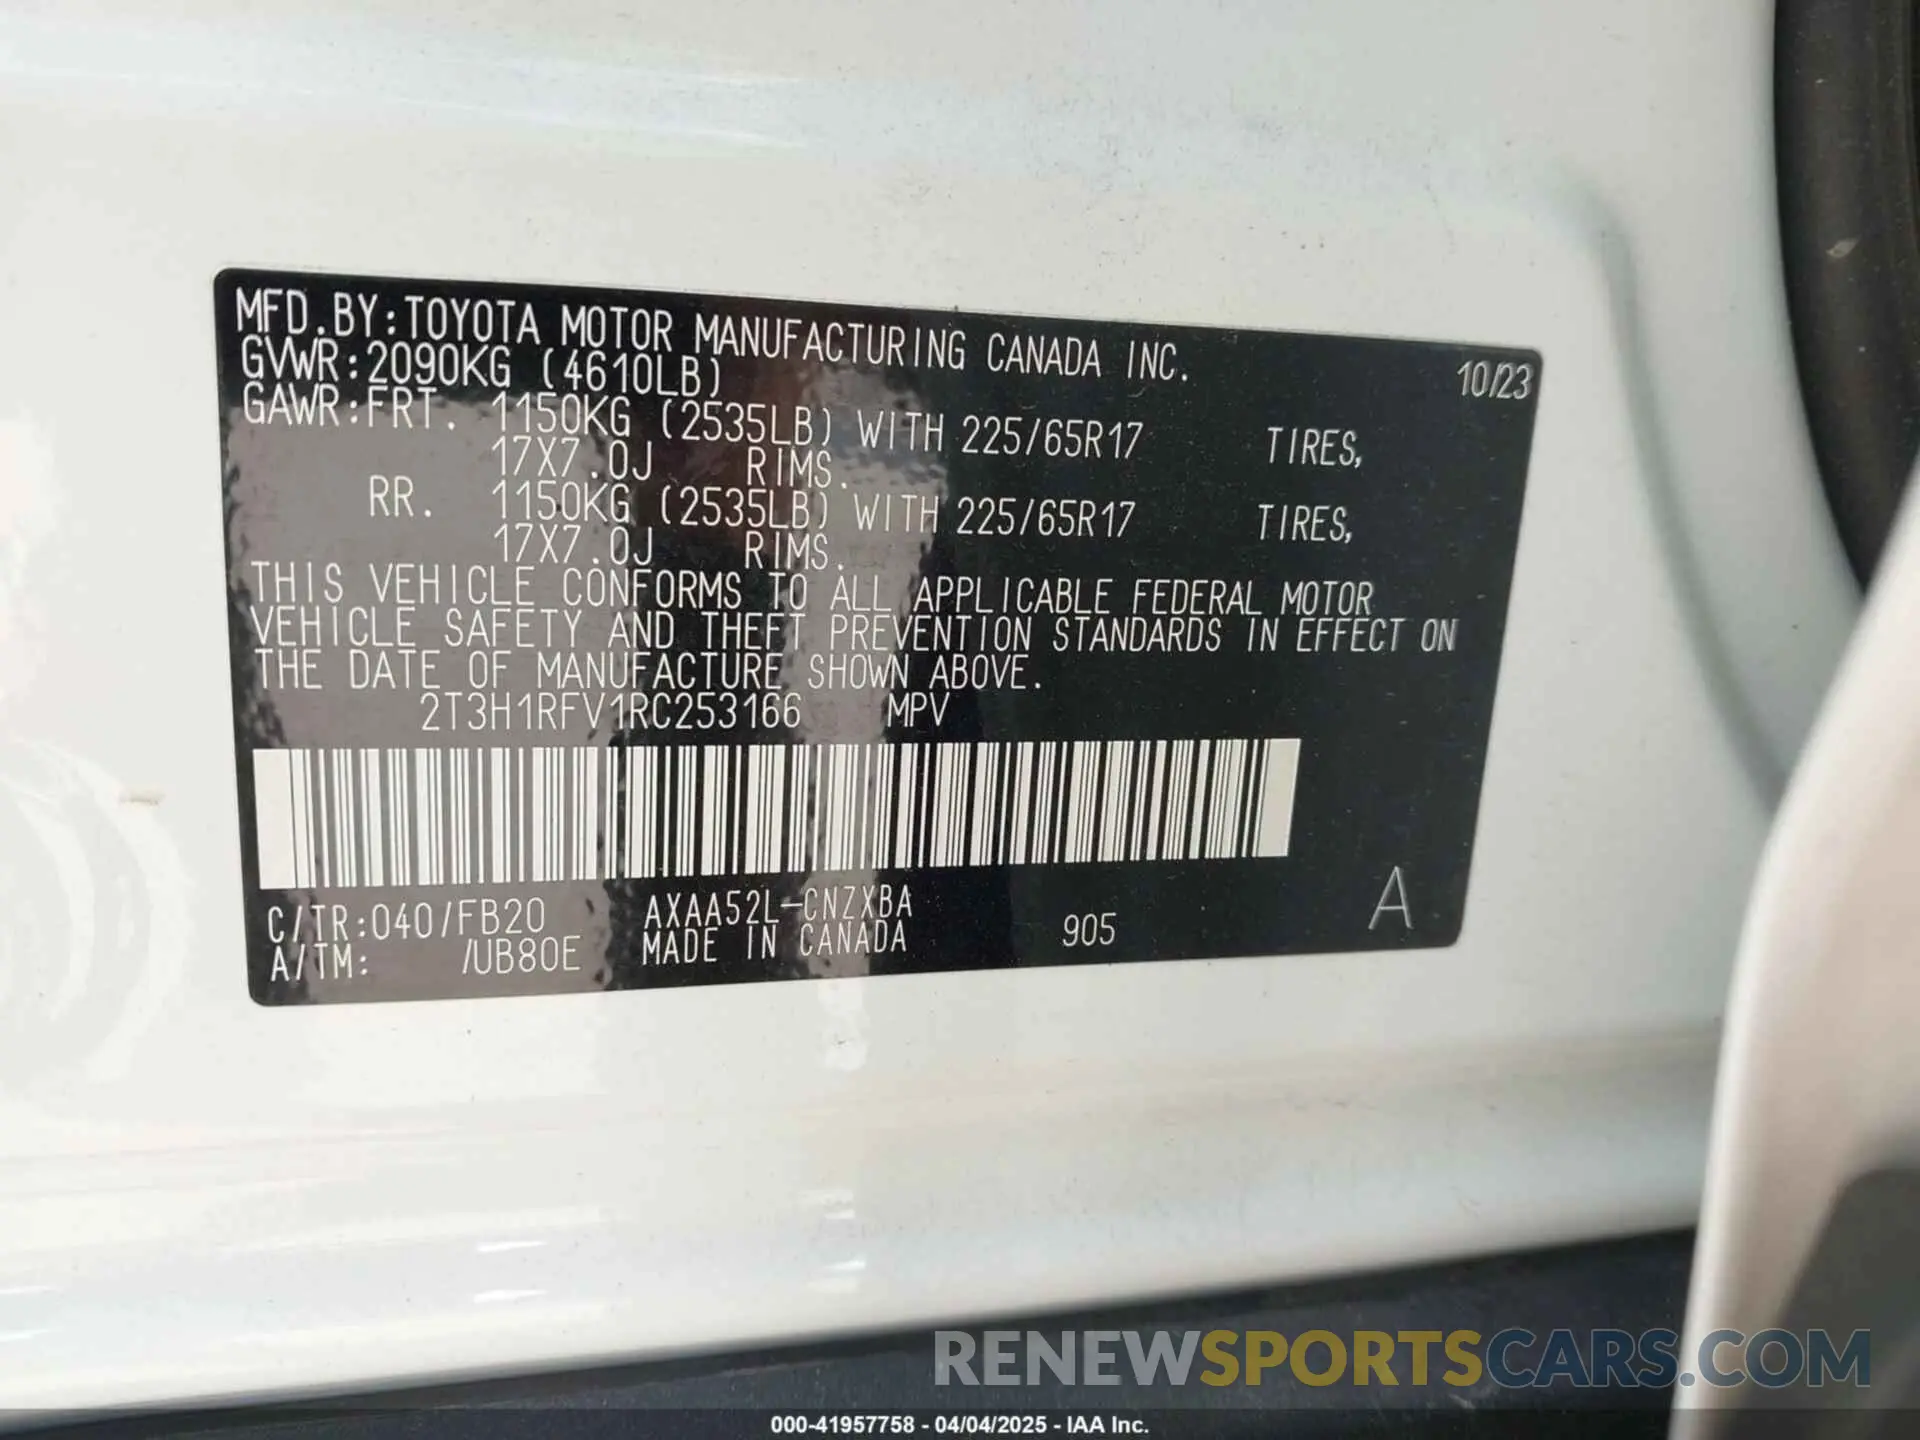 MFD.BY:TOYOTA MOTOR MANUFACTURING CANADA INC. 10/23
GVWR:2090KG (4610LB)
GAWR:FRT. 1150KG (2535LB) WITH 225/65R17 TIRES,
17X7.0J RIMS.
RR. 1150KG (2535LB) WITH 225/65R17 TIRES,
17X7.0J RIMS.
THIS VEHICLE CONFORMS TO ALL APPLICABLE FEDERAL MOTOR
VEHICLE SAFETY AND THEFT PREVENTION STANDARDS IN EFFECT ON
THE DATE OF MANUFACTURE SHOWN ABOVE.
2T3H1RFV1RC253166 MPV
C/TR:040/FB20 AXAA52L-CNZXBA 905 A
A/TM: /UB80E MADE IN CANADA
RENEWSPORTSCARS.COM
000-41957758 - 04/04/2025 - IAA Inc.